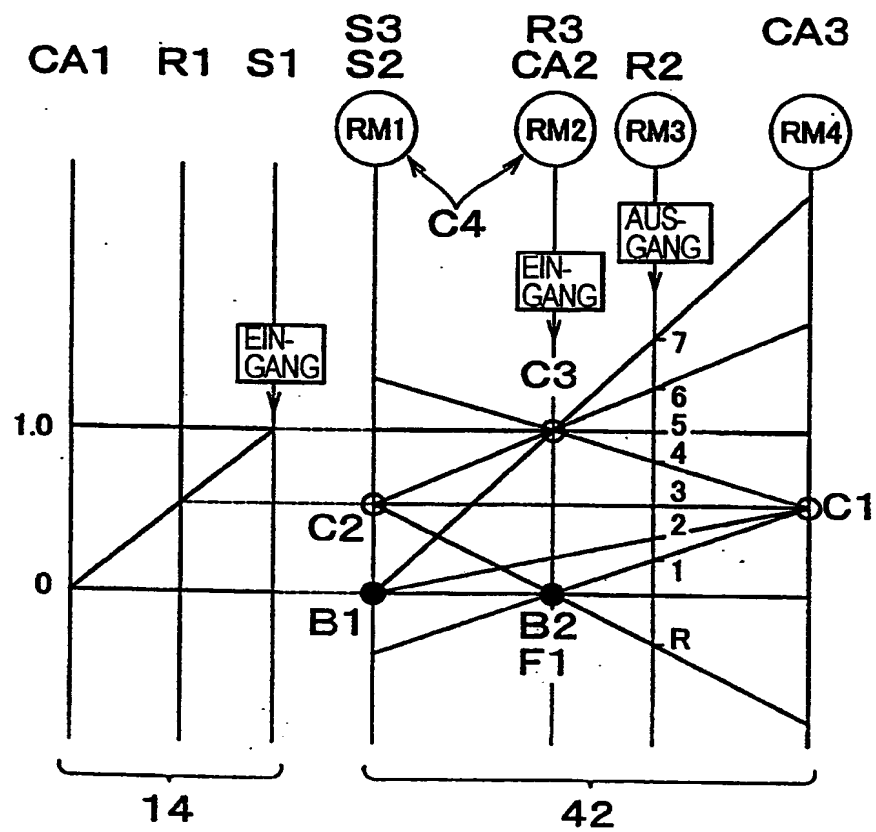 S3 R3 CA3
CA1 R1 S1 S2 CA2 R2
RM1 RM2 RM3 RM4
C4
AUS-
GANG
EIN-
GANG
EIN-
GANG
7
C3
6
1.0
5
4
3
C2
C1
2
1
0
B1
B2
F1
R
14
42